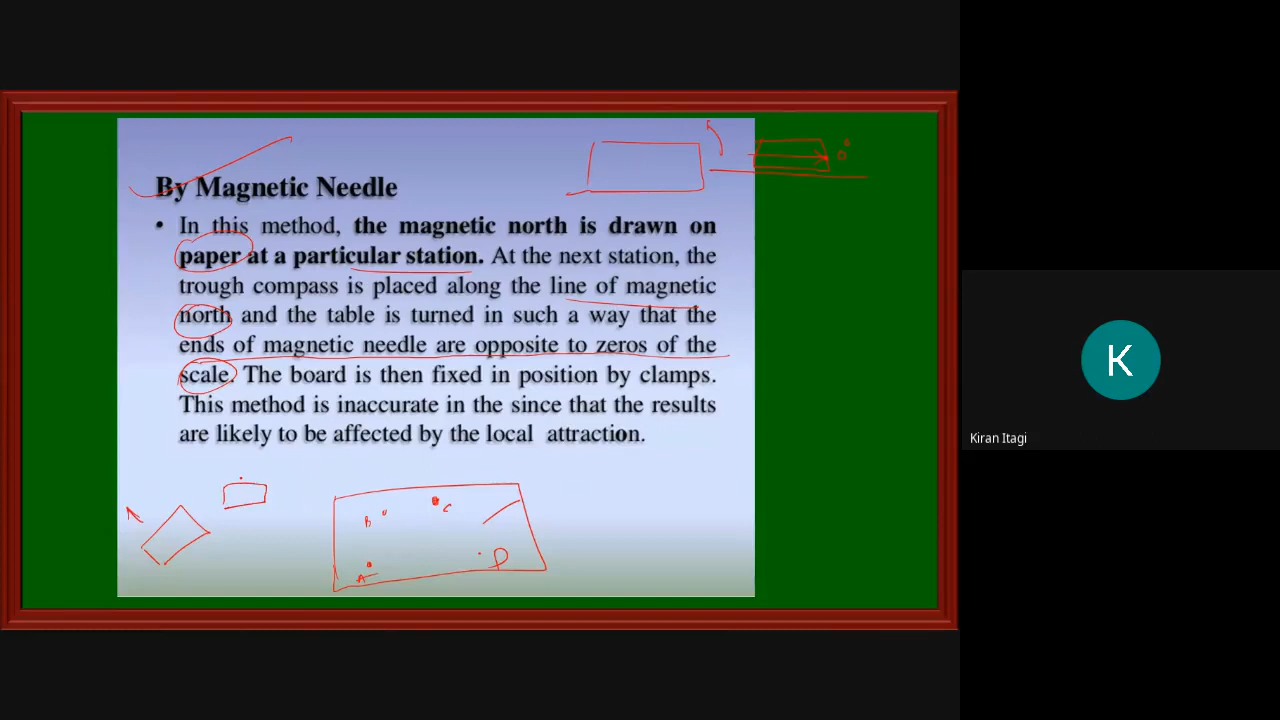 By Magnetic Needle
• In this method, the magnetic north is drawn on
paper at a particular station. At the next station, the
trough compass is placed along the line of magnetic
north and the table is turned in such a way that the
ends of magnetic needle are opposite to zeros of the
scale. The board is then fixed in position by clamps.
This method is inaccurate in the since that the results
are likely to be affected by the local attraction.
0°
B
C
A
D
K
Kiran Itagi